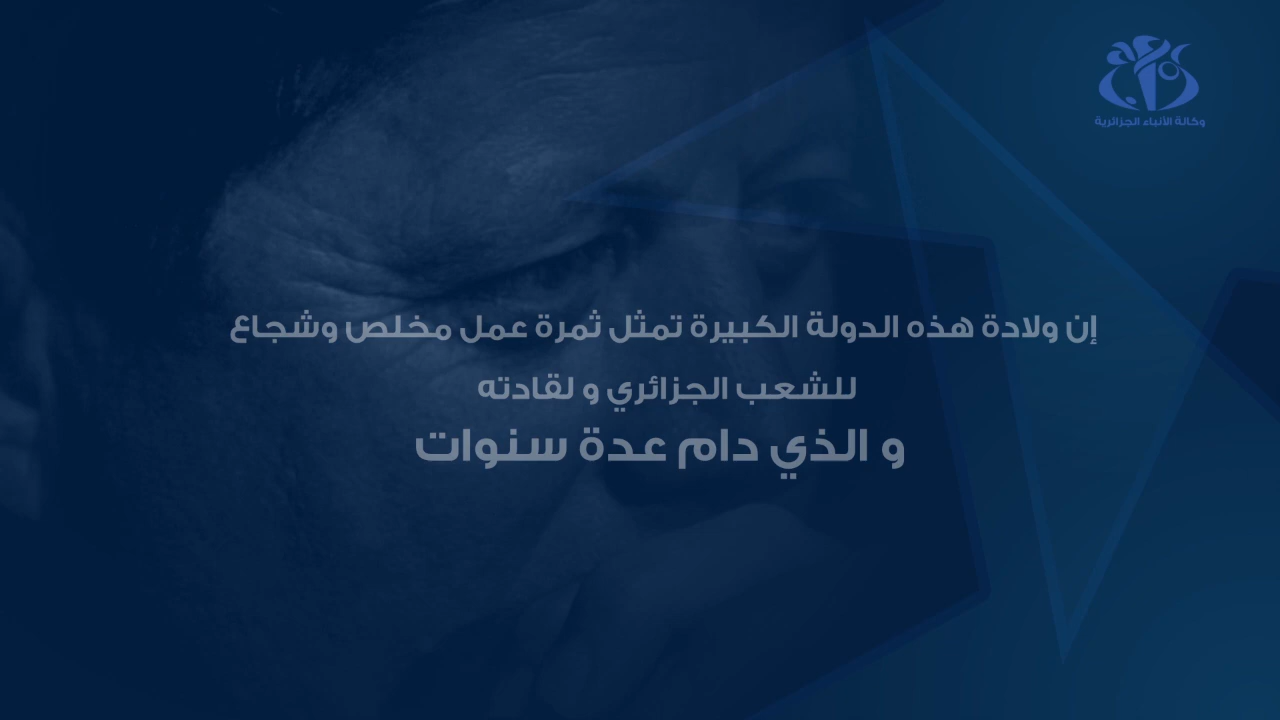 وكالة الأنباء الجزائرية
إن ولادة هذه الدولة الكبيرة تمثل ثمرة عمل مخلص وشجاع
للشعب الجزائري و لقادته
و الذي دام عدة سنوات